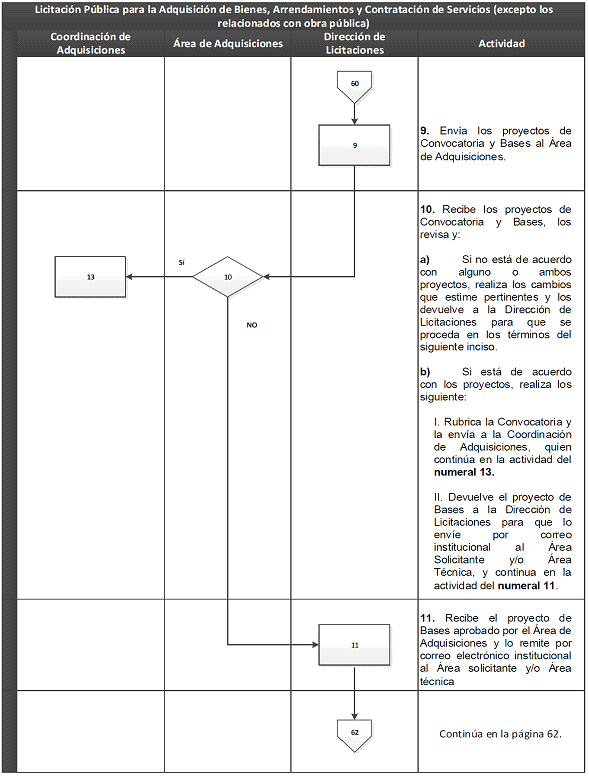 Licitación Pública para la Adquisición de Bienes, Arrendamientos y Contratación de Servicios (excepto los
relacionados con obra pública)
Coordinación de
Adquisiciones
Área de Adquisiciones
Dirección de
Licitaciones
Actividad
60
9
9. Envía los proyectos de
Convocatoria y Bases al Área
de Adquisiciones.
13
Sí
10
NO
10. Recibe los proyectos de
Convocatoria y Bases, los
revisa y:
a) Si no está de acuerdo
con alguno o ambos
proyectos, realiza los cambios
que estime pertinentes y los
devuelve a la Dirección de
Licitaciones para que se
proceda en los términos del
siguiente inciso.
b) Si está de acuerdo
con los proyectos, realiza los
siguiente:
I. Rubrica la Convocatoria y
la envía a la Coordinación
de Adquisiciones, quien
continúa en la actividad del
numeral 13.
II. Devuelve el proyecto de
Bases a la Dirección de
Licitaciones para que lo
envíe por correo
institucional al Área
Solicitante y/o Área
Técnica, y continua en la
actividad del numeral 11.
11
11. Recibe el proyecto de
Bases aprobado por el Área de
Adquisiciones y lo remite por
correo electrónico institucional
al Área solicitante y/o Área
técnica
62
Continúa en la página 62.